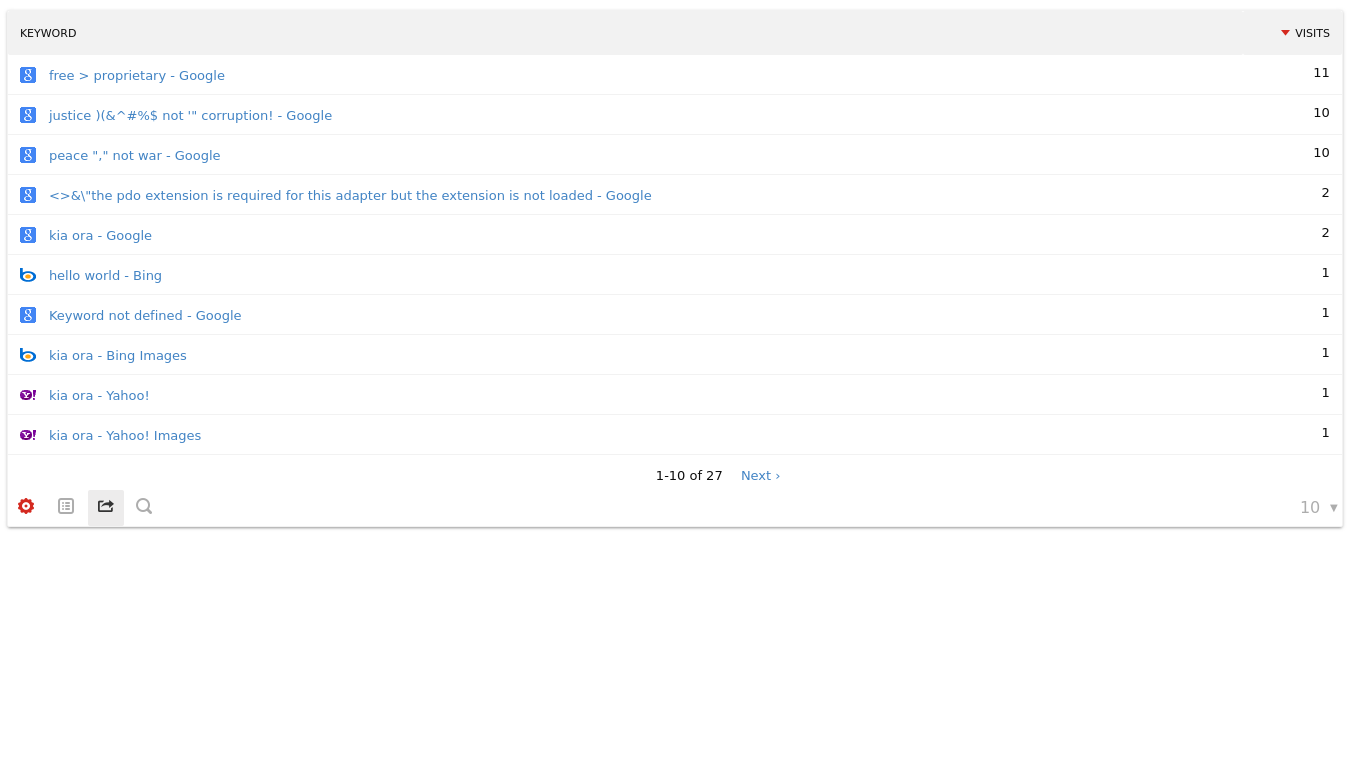 KEYWORD VISITS
free > proprietary - Google 11
justice )(&^#%$ not '" corruption! - Google 10
peace "," not war - Google 10
<>&\"the pdo extension is required for this adapter but the extension is not loaded - Google 2
kia ora - Google 2
hello world - Bing 1
Keyword not defined - Google 1
kia ora - Bing Images 1
kia ora - Yahoo! 1
kia ora - Yahoo! Images 1
1-10 of 27 Next ›
10